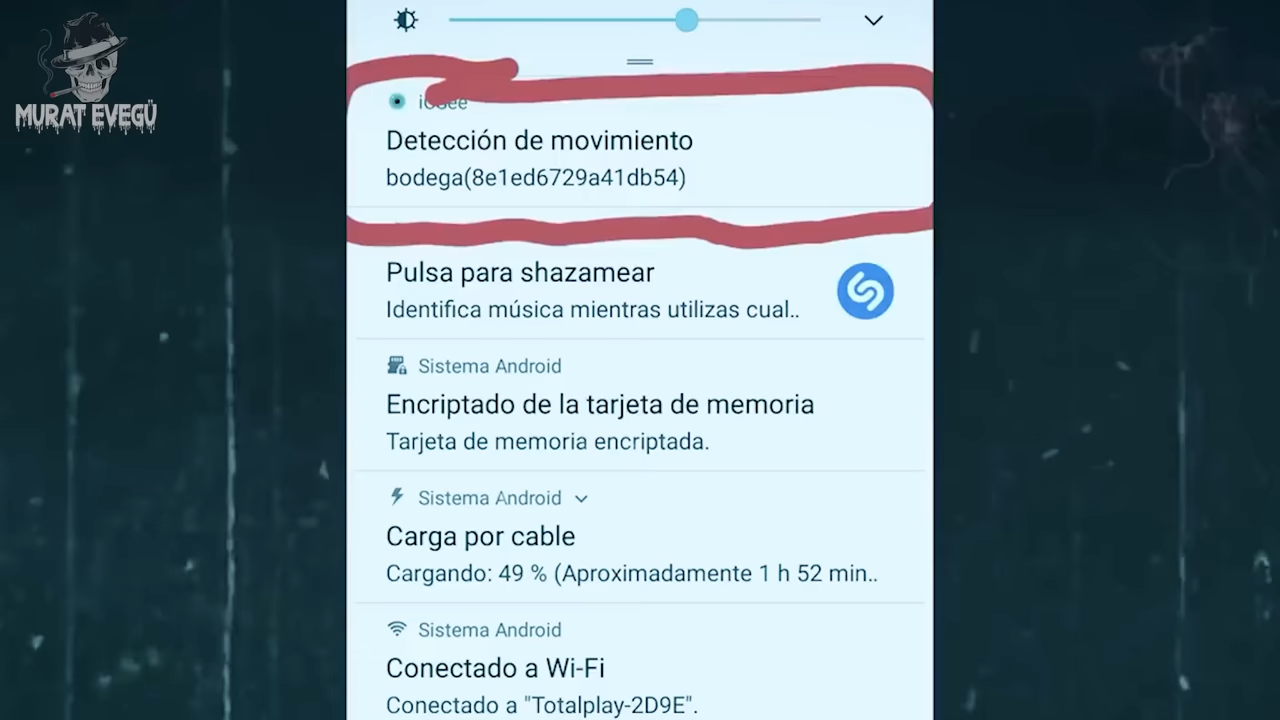 MURAT EVEGÜ
Detección de movimiento
bodega(8e1ed6729a41db54)
Pulsa para shazamear
Identifica música mientras utilizas cual..
Sistema Android
Encriptado de la tarjeta de memoria
Tarjeta de memoria encriptada.
Sistema Android
Carga por cable
Cargando: 49 % (Aproximadamente 1 h 52 min..
Sistema Android
Conectado a Wi-Fi
Conectado a "Totalplay-2D9E".